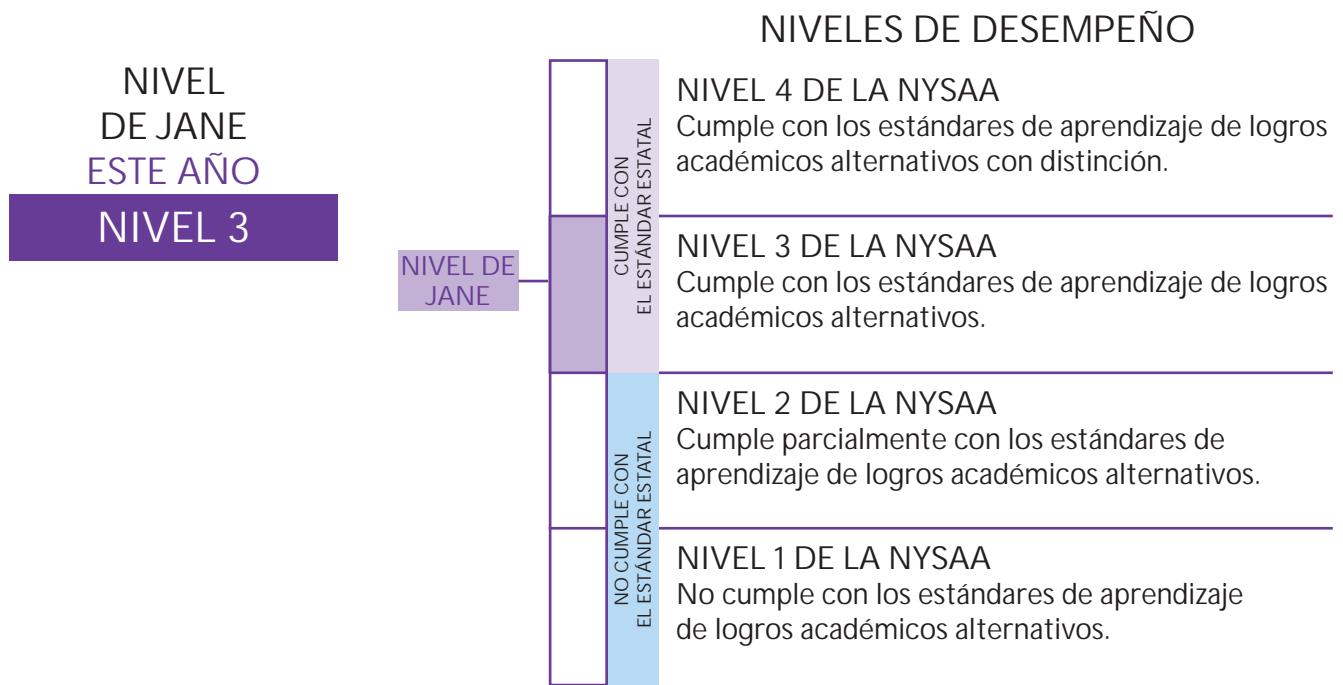 NIVELES DE DESEMPEÑO
NIVEL
DE JANE
ESTE AÑO
NIVEL 3
NIVEL DE
JANE
CUMPLE CON
EL ESTÁNDAR ESTATAL
NO CUMPLE CON
EL ESTÁNDAR ESTATAL
NIVEL 4 DE LA NYSAA
Cumple con los estándares de aprendizaje de logros
académicos alternativos con distinción.
NIVEL 3 DE LA NYSAA
Cumple con los estándares de aprendizaje de logros
académicos alternativos.
NIVEL 2 DE LA NYSAA
Cumple parcialmente con los estándares de
aprendizaje de logros académicos alternativos.
NIVEL 1 DE LA NYSAA
No cumple con los estándares de aprendizaje
de logros académicos alternativos.